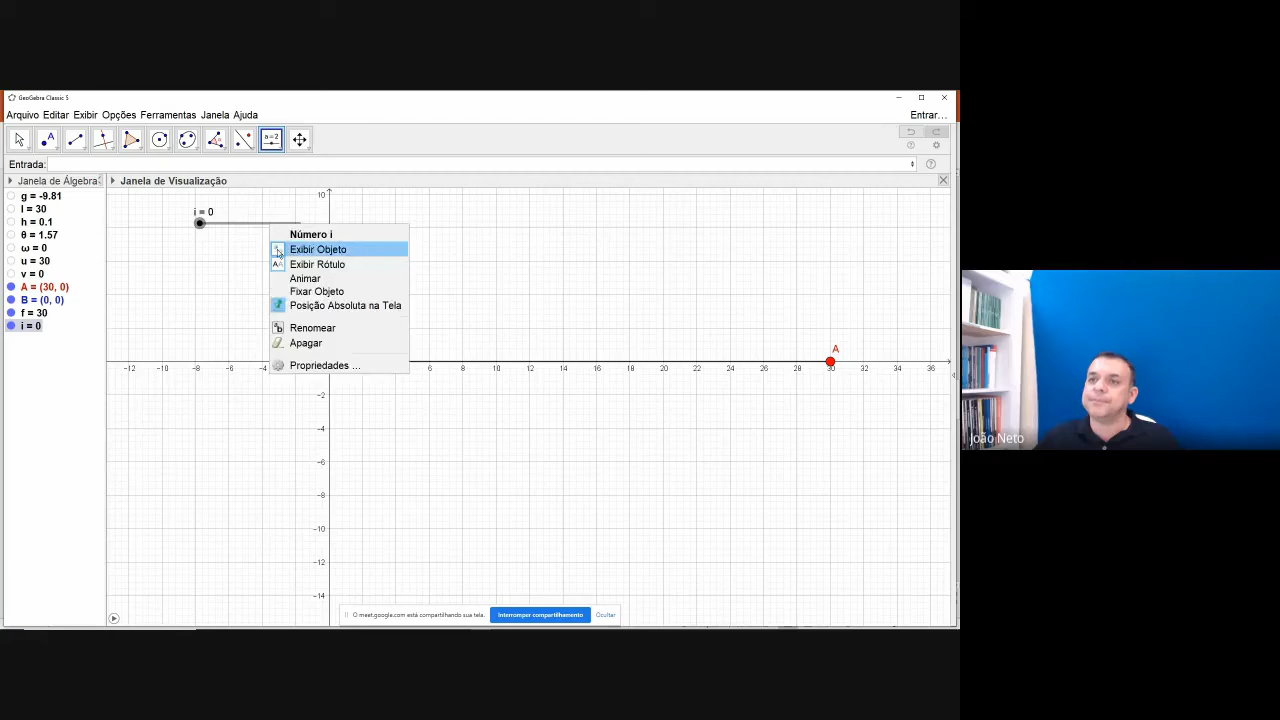 GeoGebra Classic 5
Arquivo Editar Exibir Opções Ferramentas Janela Ajuda
Entrar...
a=2
Entrada:
Janela de Álgebra
Janela de Visualização
g = -9.81
l = 30
h = 0.1
θ = 1.57
ω = 0
u = 30
v = 0
A = (30, 0)
B = (0, 0)
f = 30
i = 0
i = 0
10
Número i
Exibir Objeto
AA Exibir Rótulo
Animar
Fixar Objeto
Posição Absoluta na Tela
Renomear
Apagar
Propriedades ...
A
-12 -10 -8 -6 -4 6 8 10 12 14 16 18 20 22 24 26 28 30 32 34 36
-2
-4
-6
-8
-10
-12
-14
O meet.google.com está compartilhando sua tela.
Interromper compartilhamento
Ocultar
João Neto